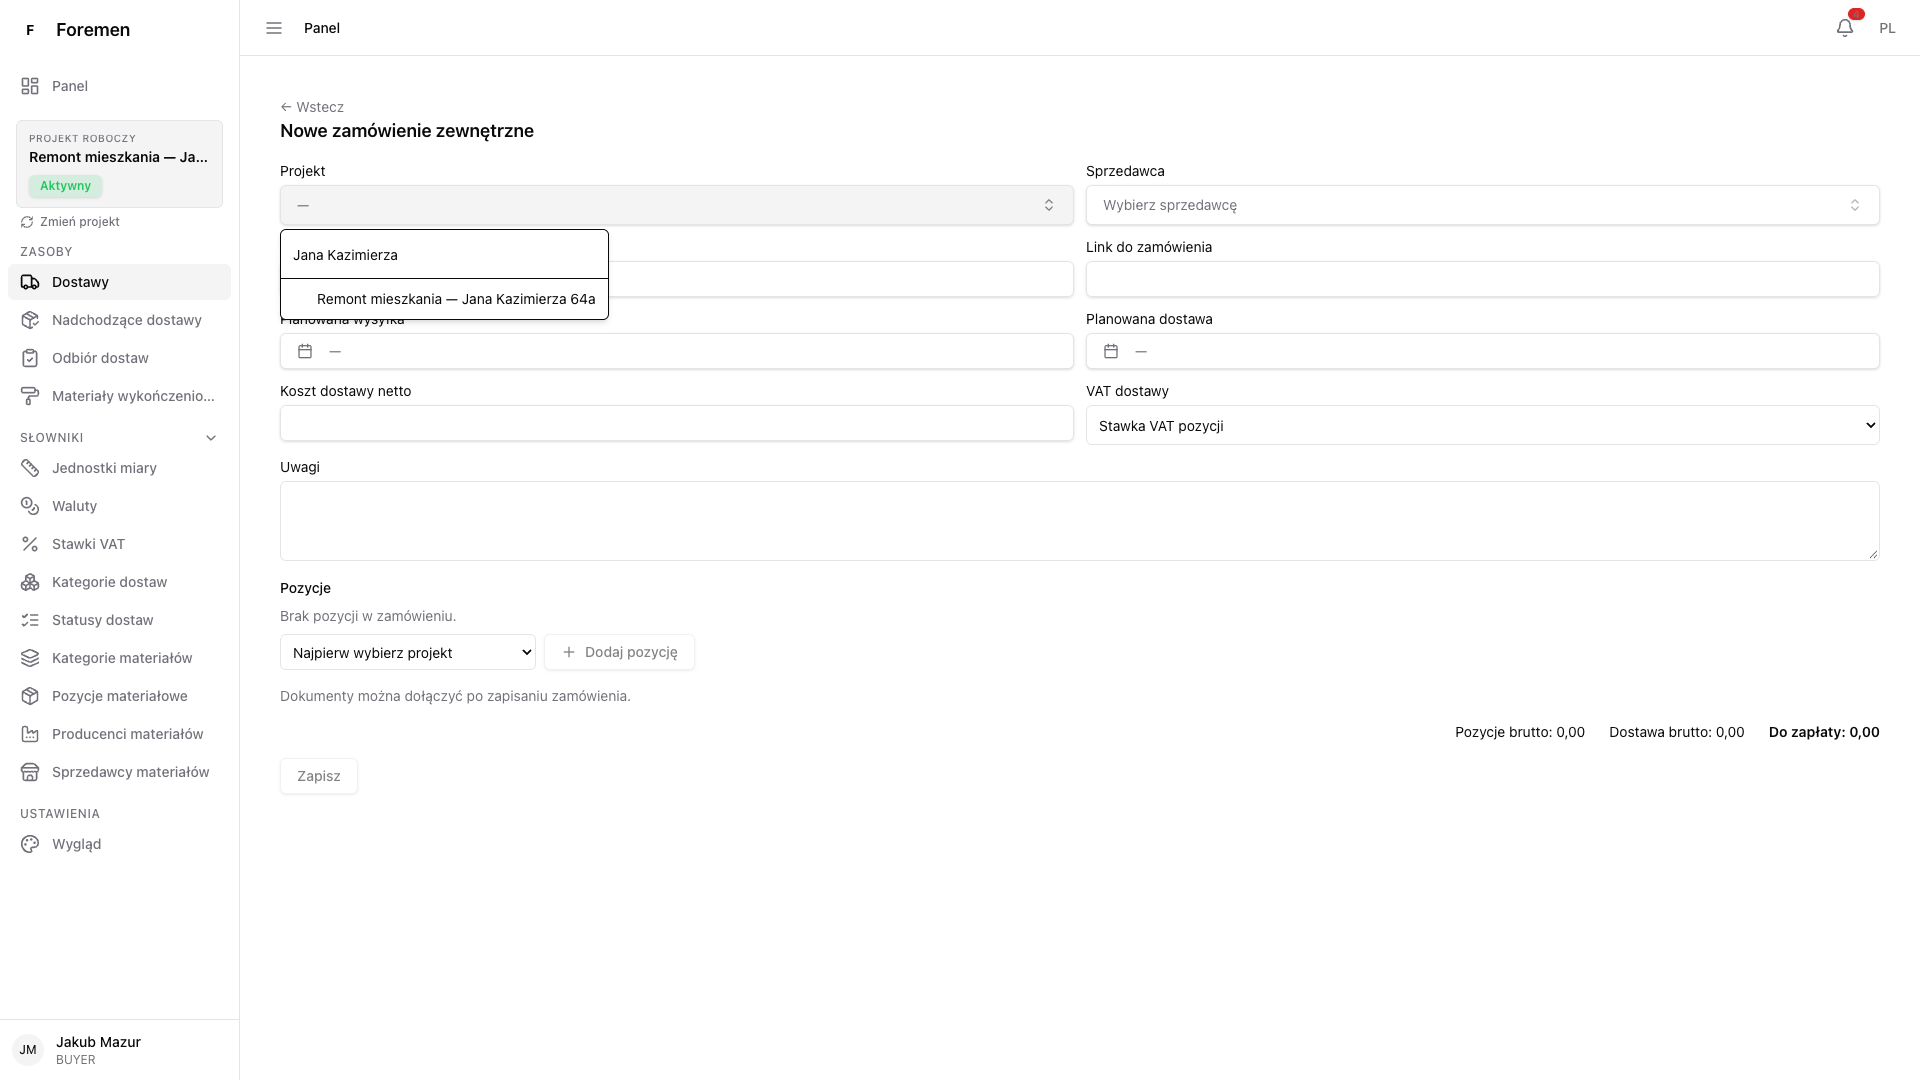 F Foremen
Panel
PL
Panel
PROJEKT ROBOCZY
Remont mieszkania — Ja...
Aktywny
Zmień projekt
ZASOBY
Dostawy
Nadchodzące dostawy
Odbiór dostaw
Materiały wykończenio...
SŁOWNIKI
Jednostki miary
Waluty
Stawki VAT
Kategorie dostaw
Statusy dostaw
Kategorie materiałów
Pozycje materiałowe
Producenci materiałów
Sprzedawcy materiałów
USTAWIENIA
Wygląd
JM
Jakub Mazur
BUYER
← Wstecz
Nowe zamówienie zewnętrzne
Projekt
—
Jana Kazimierza
Remont mieszkania — Jana Kazimierza 64a
Sprzedawca
Wybierz sprzedawcę
Link do zamówienia
Planowana wysyłka
—
Planowana dostawa
—
Koszt dostawy netto
VAT dostawy
Stawka VAT pozycji
Uwagi
Pozycje
Brak pozycji w zamówieniu.
Najpierw wybierz projekt
Dodaj pozycję
Dokumenty można dołączyć po zapisaniu zamówienia.
Pozycje brutto: 0,00 Dostawa brutto: 0,00 Do zapłaty: 0,00
Zapisz